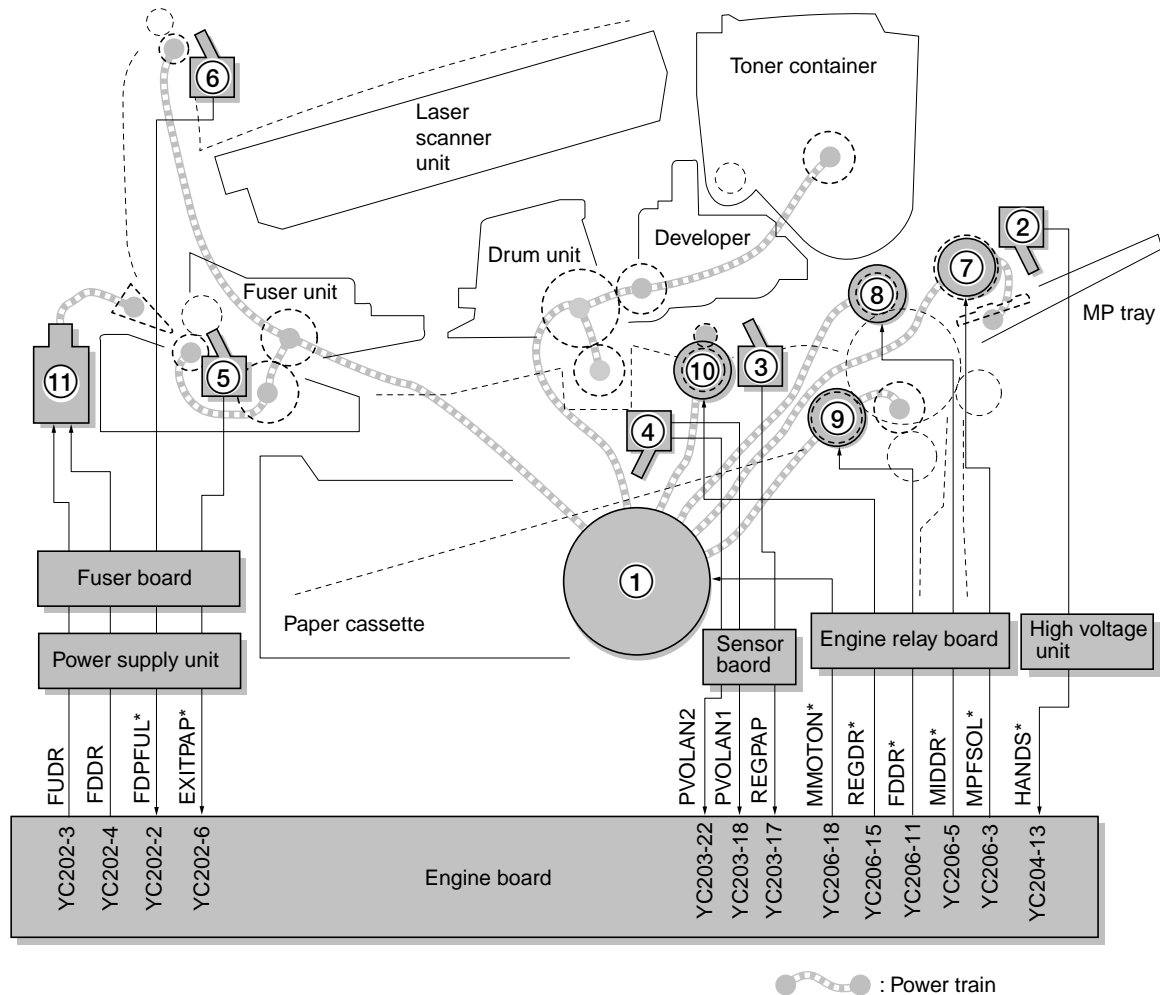 6
Toner container
Laser
scanner
unit
2
Developer
Drum unit
7
Fuser unit
8
MP tray
11
5
10
3
9
4
1
Fuser board
Paper cassette
Power supply unit
Sensor
baord
Engine relay board
High voltage
unit
FUDR
FDDR
FDPFUL*
EXITPAP*
PVOLAN2
PVOLAN1
REGPAP
MMOTON*
REGDR*
FDDR*
MIDDR*
MPFSOL*
HANDS*
YC202-3
YC202-4
YC202-2
YC202-6
YC203-22
YC203-18
YC203-17
YC206-18
YC206-15
YC206-11
YC206-5
YC206-3
YC204-13
Engine board
: Power train